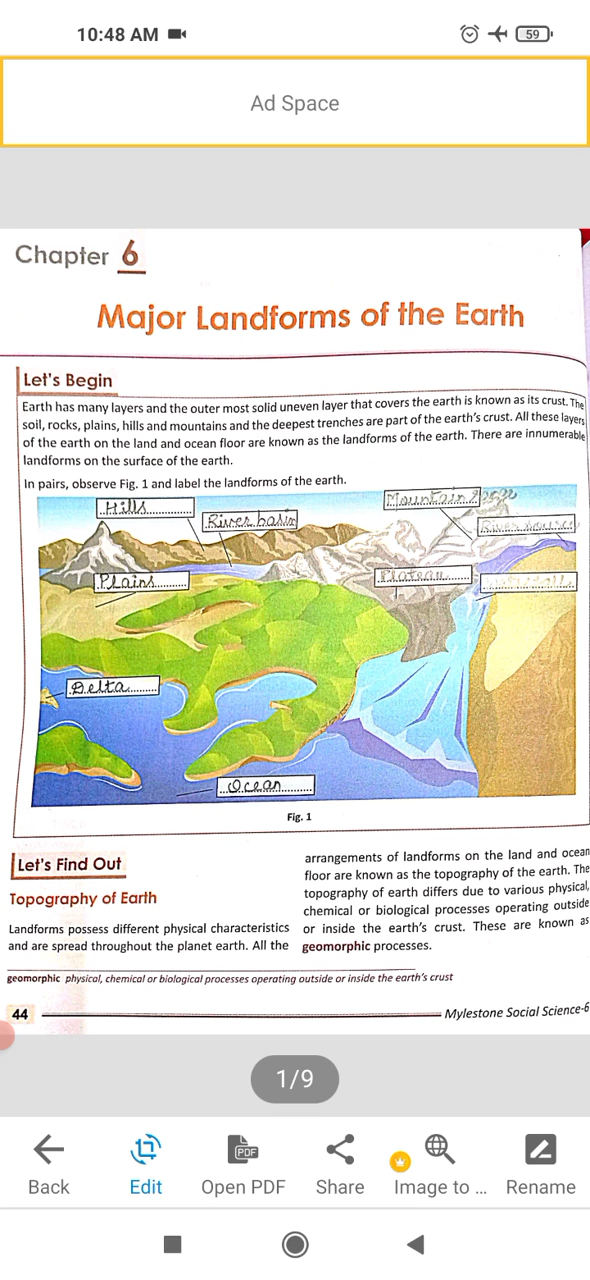 10:48 AM
59
Ad Space
Chapter 6
Major Landforms of the Earth
Let's Begin
Earth has many layers and the outer most solid uneven layer that covers the earth is known as its crust. The
soil, rocks, plains, hills and mountains and the deepest trenches are part of the earth's crust. All these layers
of the earth on the land and ocean floor are known as the landforms of the earth. There are innumerable
landforms on the surface of the earth.
In pairs, observe Fig. 1 and label the landforms of the earth.
Hills
Mountain
River basin
River
Plains
Plateau
Delta
Ocean
Fig. 1
Let's Find Out
Topography of Earth
Landforms possess different physical characteristics
and are spread throughout the planet earth. All the
arrangements of landforms on the land and ocean
floor are known as the topography of the earth. The
topography of earth differs due to various physical,
chemical or biological processes operating outside
or inside the earth's crust. These are known as
geomorphic processes.
geomorphic physical, chemical or biological processes operating outside or inside the earth's crust
44
Mylestone Social Science-6
1/9
Back
Edit
PDF
Open PDF
Share
Image to ...
Rename